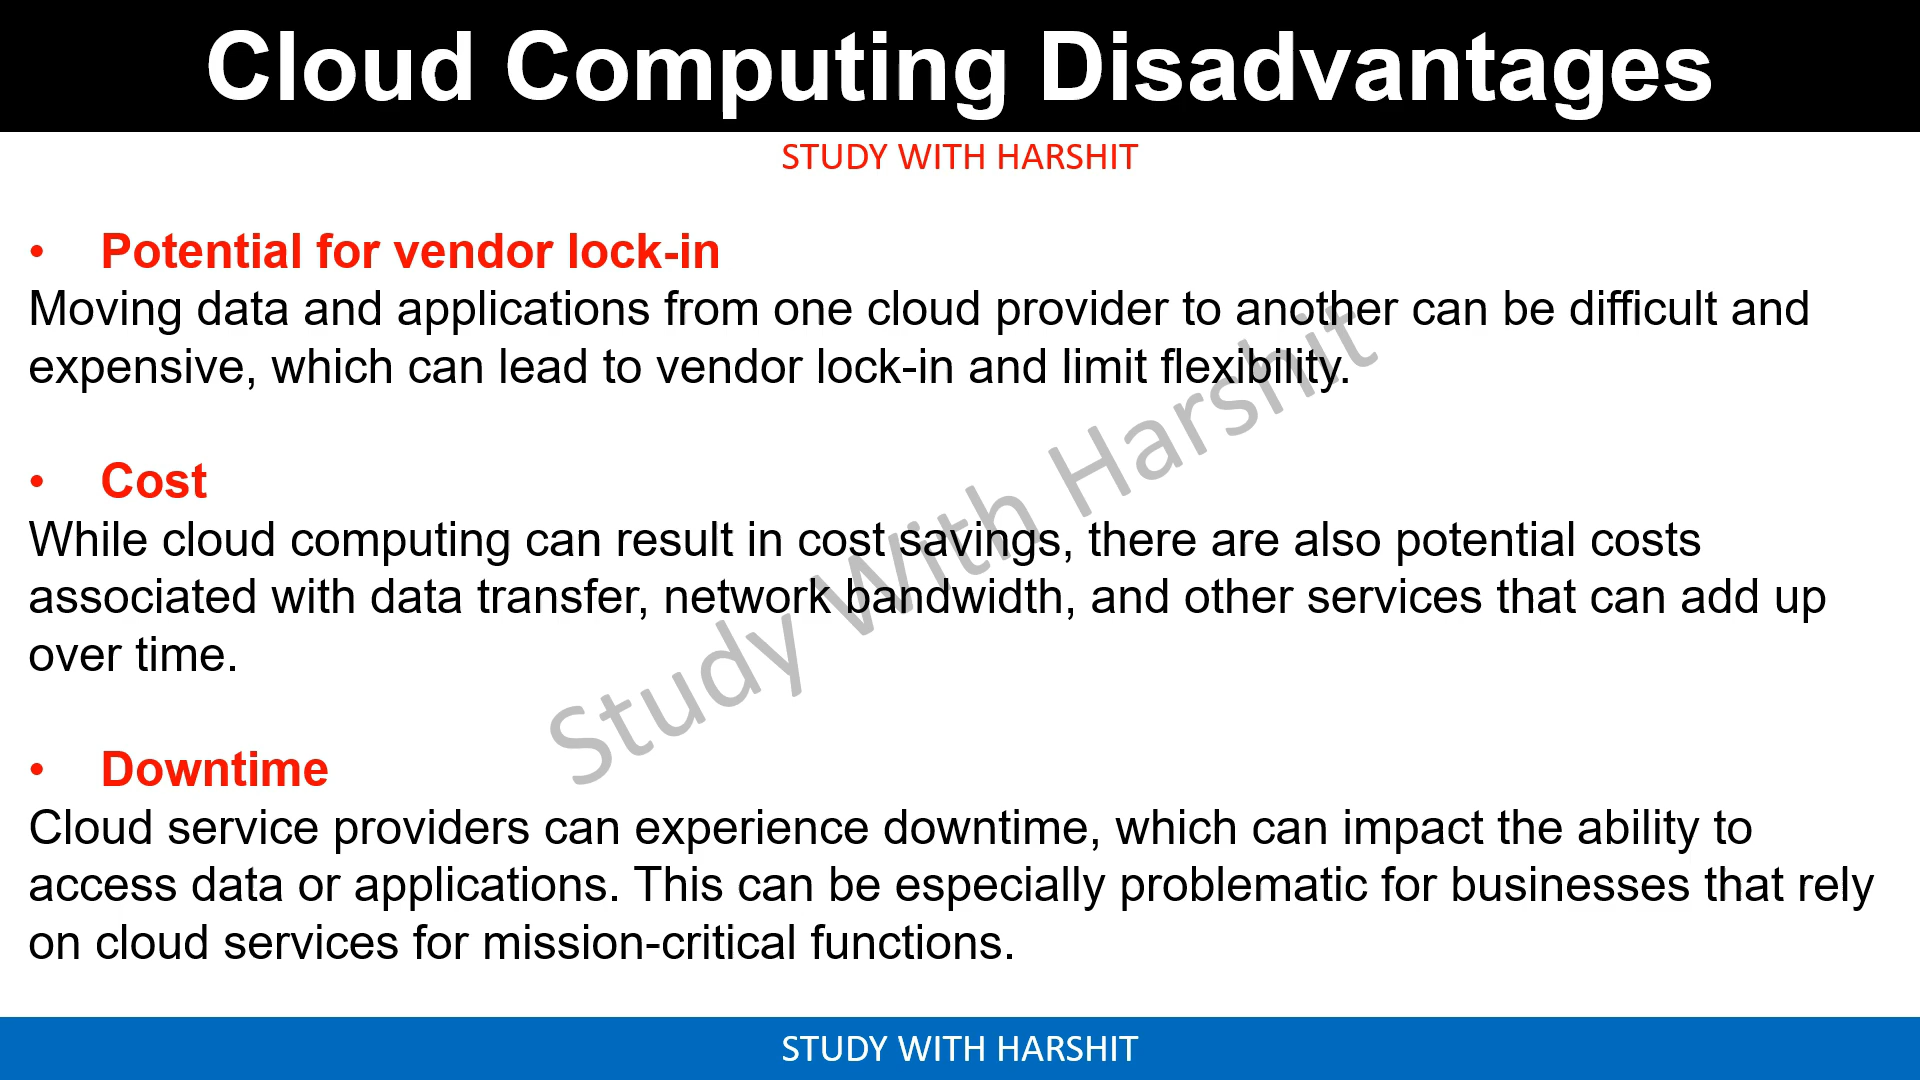 Cloud Computing Disadvantages
STUDY WITH HARSHIT
• Potential for vendor lock-in
Moving data and applications from one cloud provider to another can be difficult and
expensive, which can lead to vendor lock-in and limit flexibility.
• Cost
While cloud computing can result in cost savings, there are also potential costs
associated with data transfer, network bandwidth, and other services that can add up
over time.
• Downtime
Cloud service providers can experience downtime, which can impact the ability to
access data or applications. This can be especially problematic for businesses that rely
on cloud services for mission-critical functions.
Study With Harshit
STUDY WITH HARSHIT